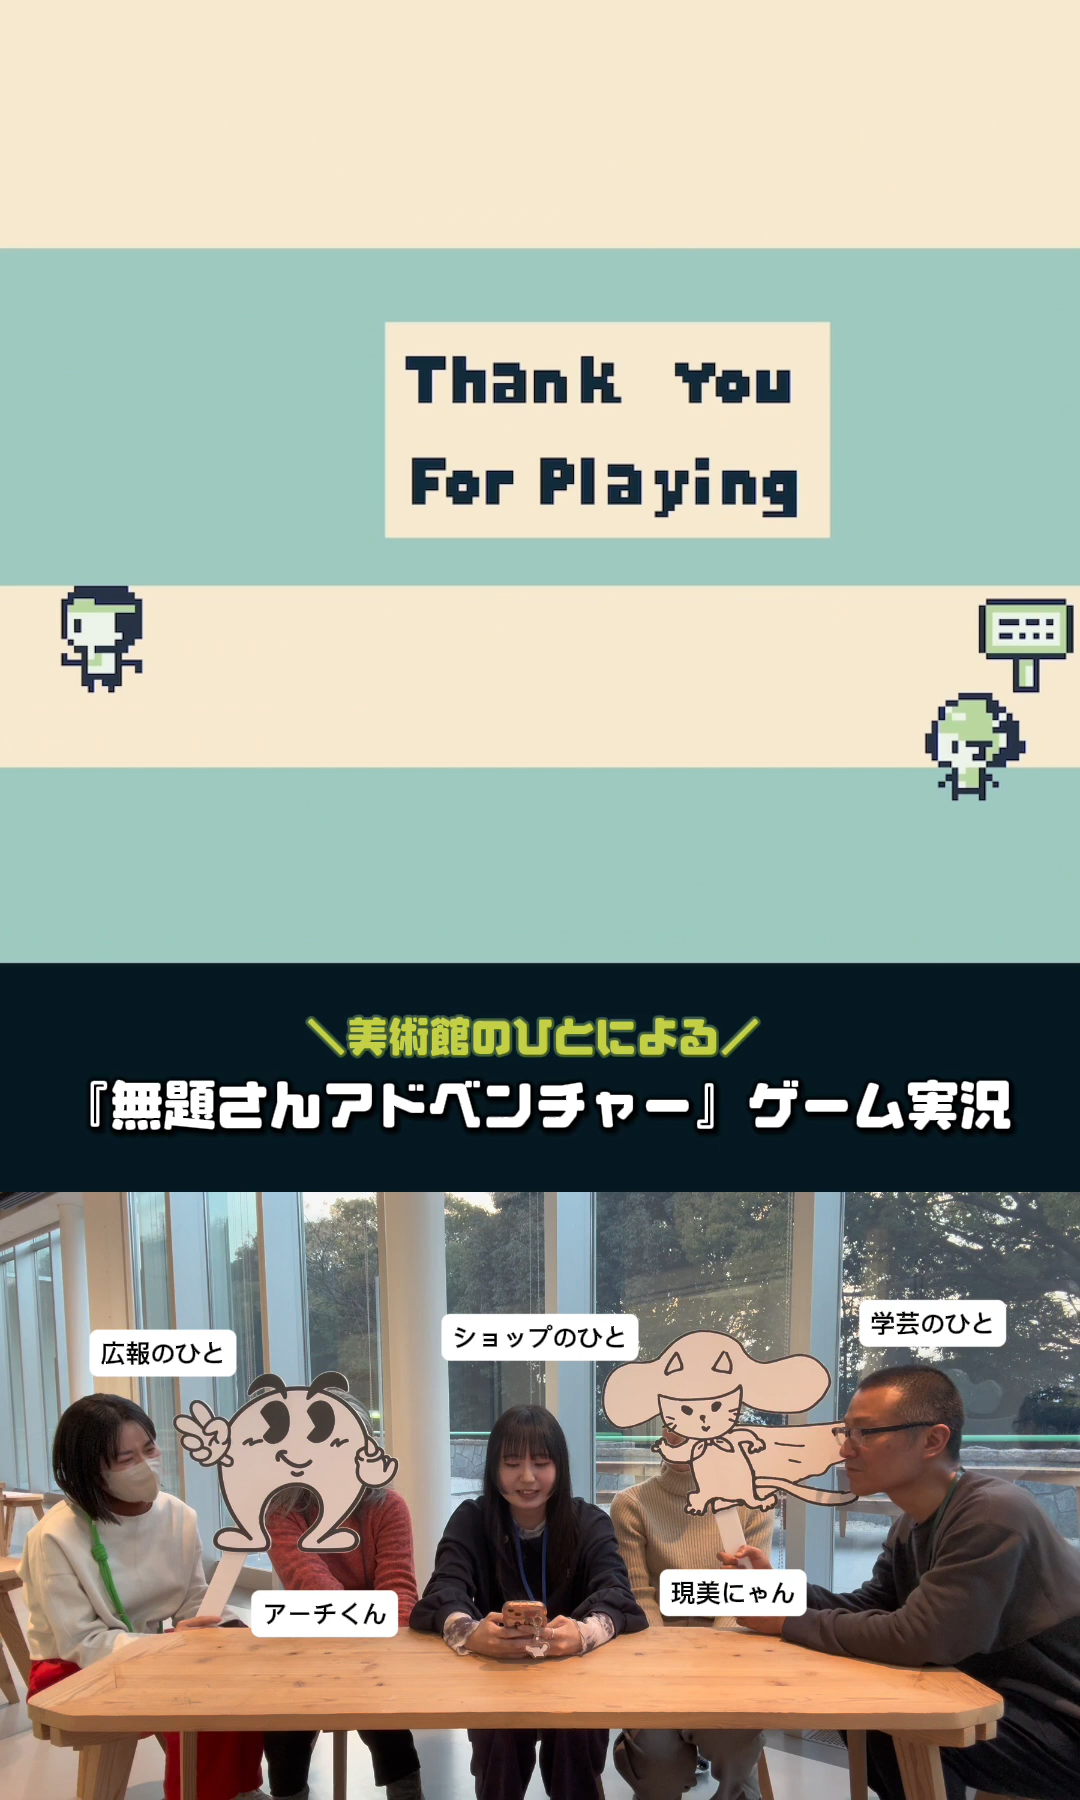 Thank You
For Playing
＼美術館のひとによる／
『無題さんアドベンチャー』ゲーム実況
広報のひと
ショップのひと
学芸のひと
アーチくん
現美にゃん